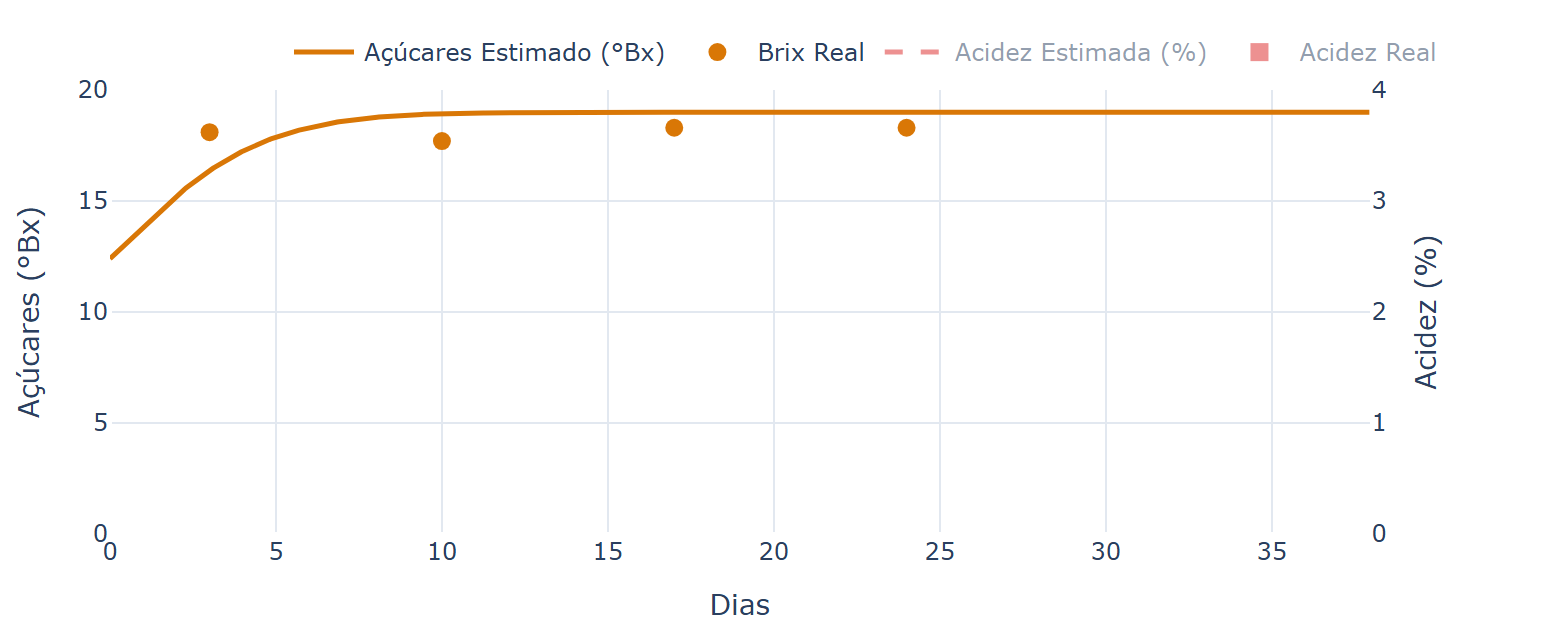 Açúcares Estimado (°Bx) Brix Real Acidez Estimada (%) Acidez Real
20 4
15 3
10 2
5 1
0 0
Açúcares (°Bx)
Acidez (%)
0 5 10 15 20 25 30 35
Dias